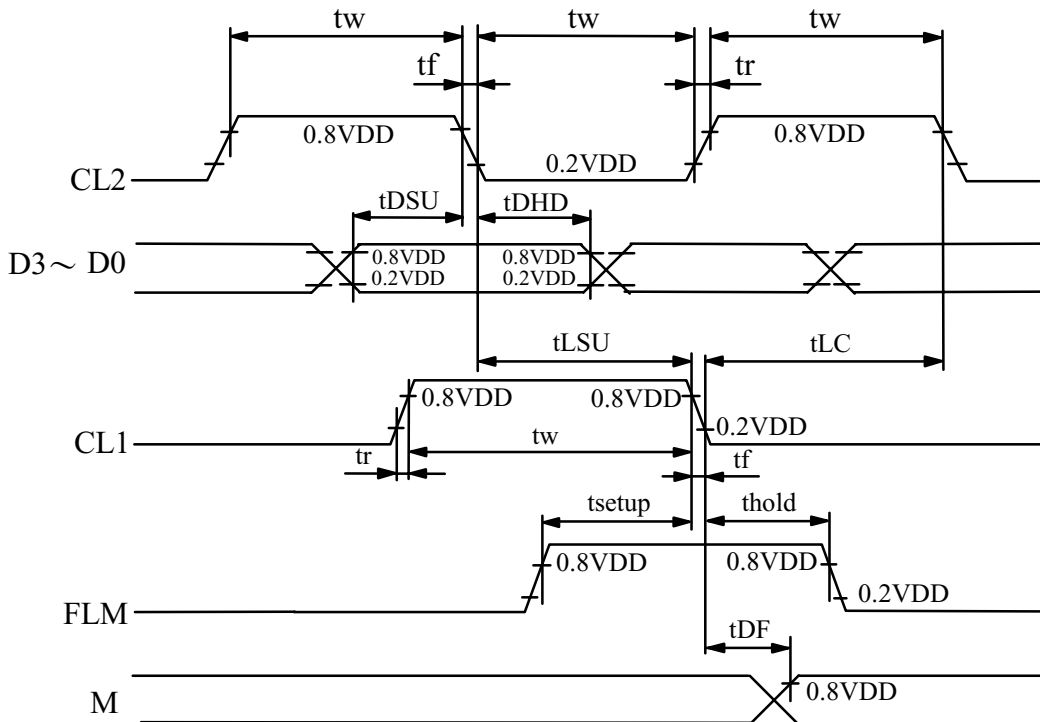 tw tw tw
tf tr
0.8VDD 0.8VDD
0.2VDD
CL2
tDSU tDHD
D3～D0
0.8VDD 0.8VDD
0.2VDD 0.2VDD
tLSU tLC
0.8VDD 0.8VDD
0.2VDD
CL1
tw
tr tf
tsetup thold
0.8VDD 0.8VDD
0.2VDD
FLM
tDF
0.8VDD
M